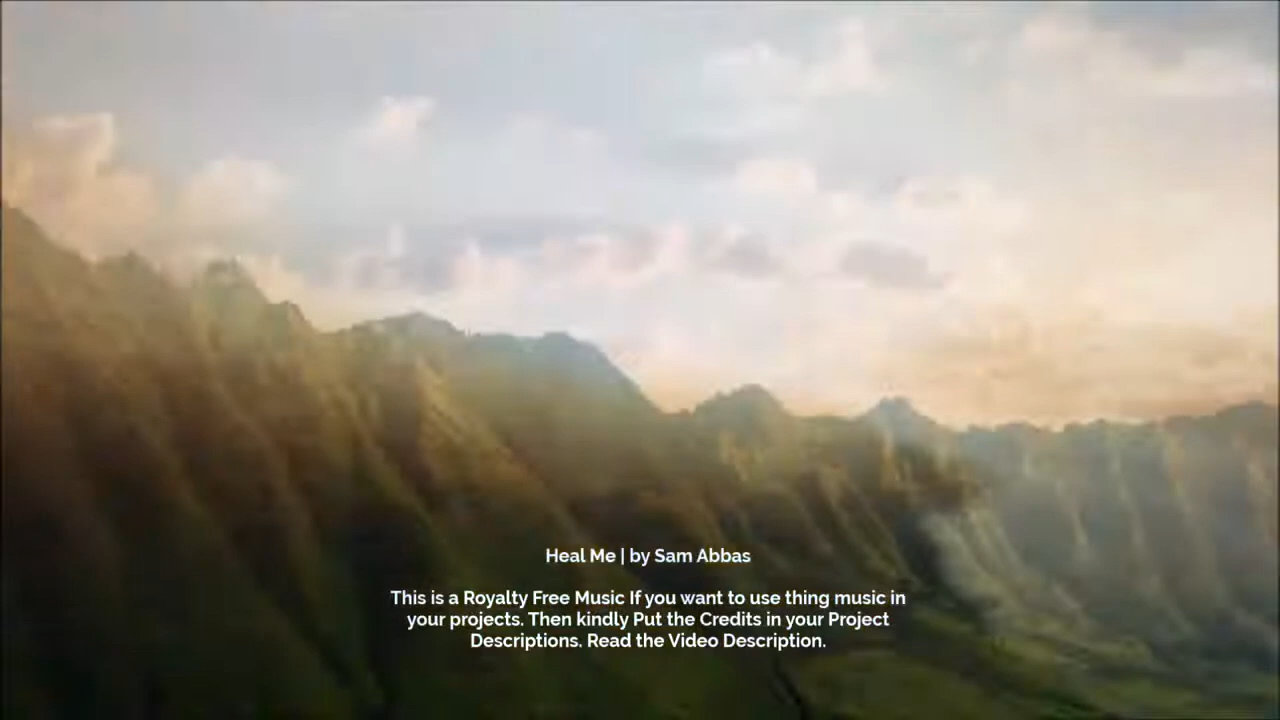 Heal Me | by Sam Abbas
This is a Royalty Free Music If you want to use thing music in
your projects. Then kindly Put the Credits in your Project
Descriptions. Read the Video Description.